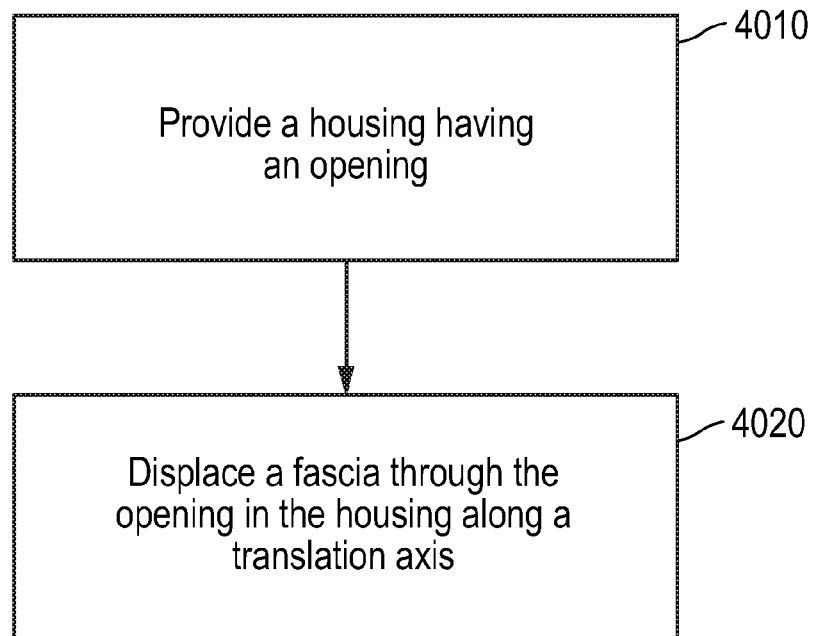 4010
Provide a housing having
an opening
4020
Displace a fascia through the
opening in the housing along a
translation axis